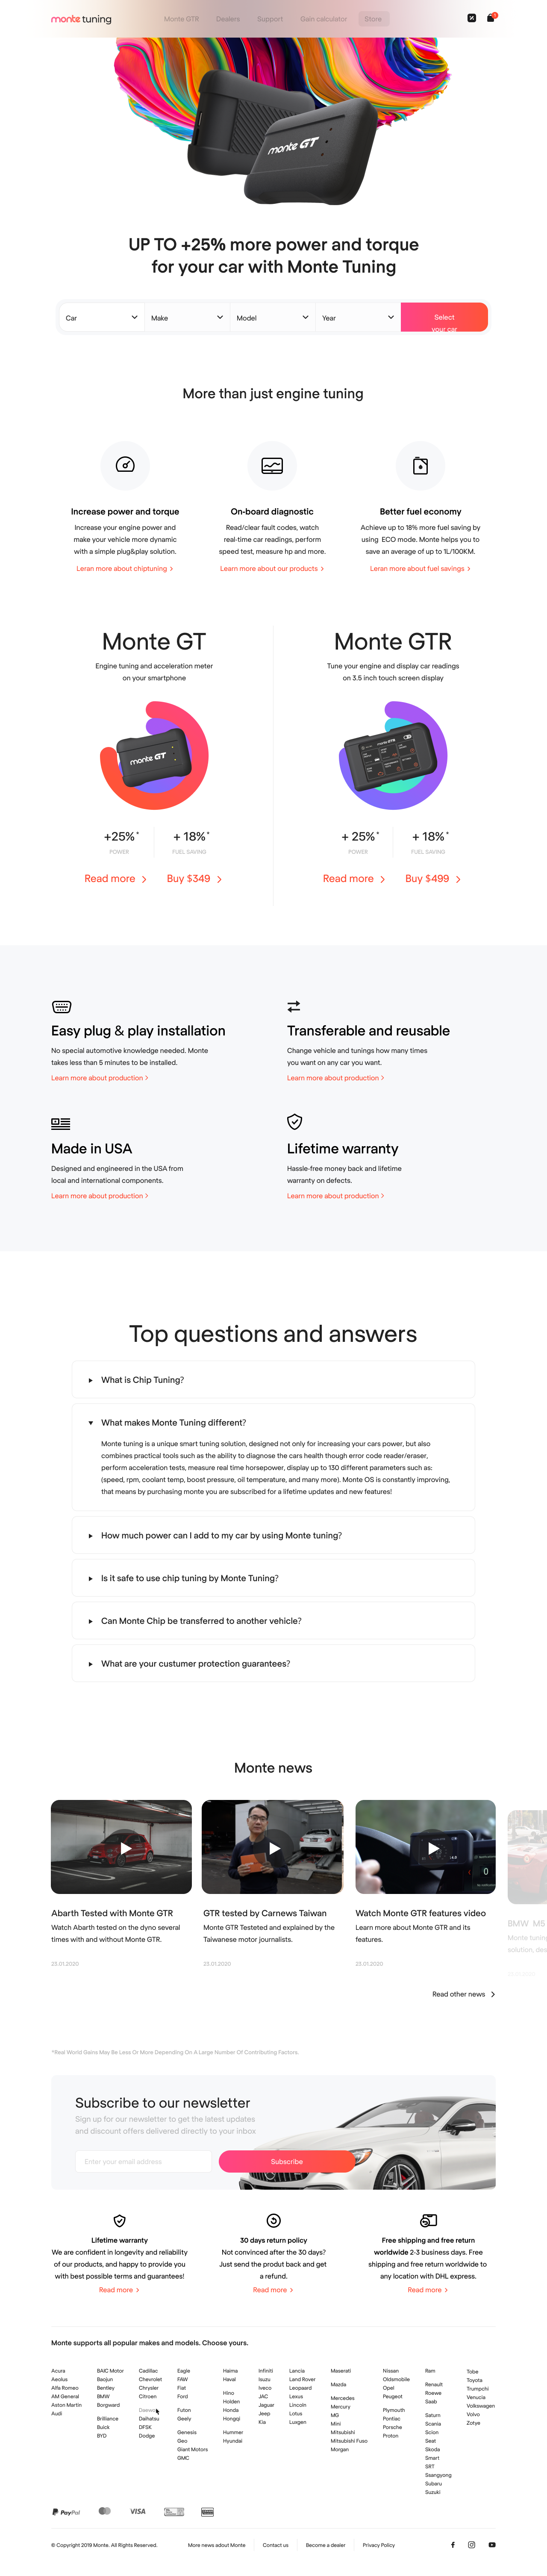 monte tuning
Monte GTR Dealers Support Gain calculator Store
monte GT
UP TO +25% more power and torque
for your car with Monte Tuning
Car Make Model Year Select
your car
More than just engine tuning
Increase power and torque
Increase your engine power and
make your vehicle more dynamic
with a simple plug&play solution.
Leran more about chiptuning
On-board diagnostic
Read/clear fault codes, watch
real-time car readings, perform
speed test, measure hp and more.
Learn more about our products
Better fuel economy
Achieve up to 18% more fuel saving by
using ECO mode. Monte helps you to
save an average of up to 1L/100KM.
Leran more about fuel savings
Monte GT
Engine tuning and acceleration meter
on your smartphone
monte GT
+25%*
POWER
+ 18%*
FUEL SAVING
Read more
Buy $349
Monte GTR
Tune your engine and display car readings
on 3.5 inch touch screen display
monte GTR
+ 25%*
POWER
+ 18%*
FUEL SAVING
Read more
Buy $499
Easy plug & play installation
No special automotive knowledge needed. Monte
takes less than 5 minutes to be installed.
Learn more about production
Transferable and reusable
Change vehicle and tunings how many times
you want on any car you want.
Learn more about production
Made in USA
Designed and engineered in the USA from
local and international components.
Learn more about production
Lifetime warranty
Hassle-free money back and lifetime
warranty on defects.
Learn more about production
Top questions and answers
What is Chip Tuning?
What makes Monte Tuning different?
Monte tuning is a unique smart tuning solution, designed not only for increasing your cars power, but also
combines practical tools such as the ability to diagnose the cars health though error code reader/eraser,
perform acceleration tests, measure real time horsepower, display up to 130 different parameters such as:
(speed, rpm, coolant temp, boost pressure, oil temperature, and many more). Monte OS is constantly improving,
that means by purchasing monte you are subscribed for a lifetime updates and new features!
How much power can I add to my car by using Monte tuning?
Is it safe to use chip tuning by Monte Tuning?
Can Monte Chip be transferred to another vehicle?
What are your custumer protection guarantees?
Monte news
Abarth Tested with Monte GTR
Watch Abarth tested on the dyno several
times with and without Monte GTR.
23.01.2020
GTR tested by Carnews Taiwan
Monte GTR Testeted and explained by the
Taiwanese motor journalists.
23.01.2020
0
Watch Monte GTR features video
Learn more about Monte GTR and its
features.
23.01.2020
BMW M5
Monte tuning
solution, des
Read other news
*Real World Gains May Be Less Or More Depending On A Large Number Of Contributing Factors.
Subscribe to our newsletter
Sign up for our newsletter to get the latest updates
and discount offers delivered directly to your inbox
Enter your email address
Subscribe
Lifetime warranty
We are confident in longevity and reliability
of our products, and happy to provide you
with best possible terms and guarantees!
Read more
30 days return policy
Not convinced after the 30 days?
Just send the product back and get
a refund.
Read more
Free shipping and free return
worldwide 2-3 business days. Free
shipping and free return worldwide to
any location with DHL express.
Read more
Monte supports all popular makes and models. Choose yours.
Acura
Aeolus
Alfa Romeo
AM General
Aston Martin
Audi
BAIC Motor
Baojun
Bentley
BMW
Borgward
Brilliance
Buick
BYD
Cadillac
Chevrolet
Chrysler
Citroen
Daewoo
Daihatsu
DFSK
Dodge
Eagle
FAW
Fiat
Ford
Futon
Geely
Genesis
Geo
Giant Motors
GMC
Haima
Haval
Hino
Holden
Honda
Hongqi
Hummer
Hyundai
Infiniti
Isuzu
Iveco
JAC
Jaguar
Jeep
Kia
Lancia
Land Rover
Leopaard
Lexus
Lincoln
Lotus
Luxgen
Maserati
Mazda
Mercedes
Mercury
MG
Mini
Mitsubishi
Mitsubishi Fuso
Morgan
Nissan
Oldsmobile
Opel
Peugeot
Plymouth
Pontiac
Porsche
Proton
Ram
Renault
Roewe
Saab
Saturn
Scania
Scion
Seat
Skoda
Smart
SRT
Ssangyong
Subaru
Suzuki
Tobe
Toyota
Trumpchi
Venucia
Volkswagen
Volvo
Zotye
PayPal VISA
© Copyright 2019 Monte. All Rights Reserved. More news adout Monte Contact us Become a dealer Privacy Policy